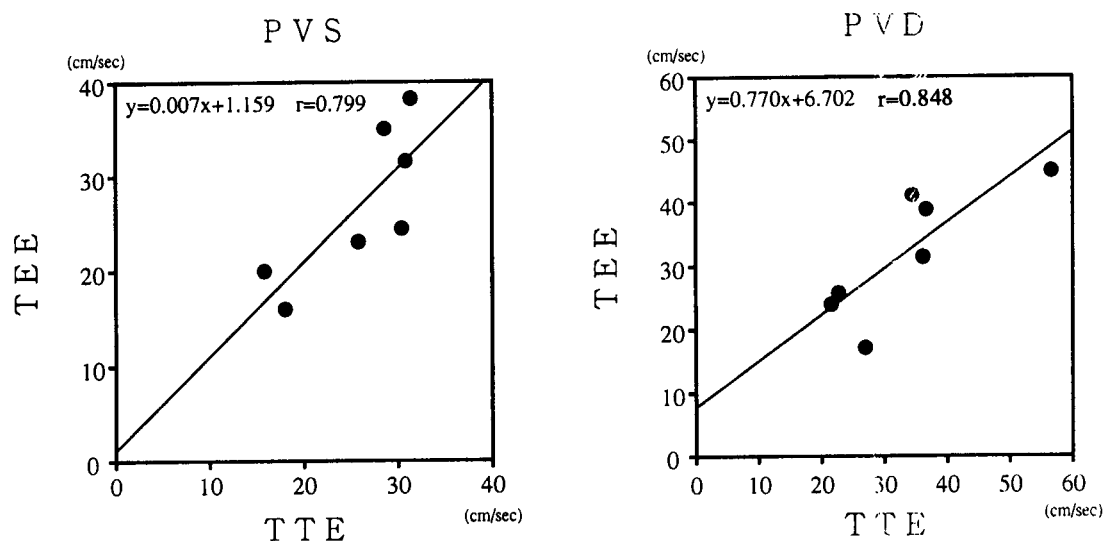 PVS
(cm/sec)
40
y=0.007x+1.159 r=0.799
30
TEE
20
10
0
0 10 20 30 40
(cm/sec)
TTE
PVD
(cm/sec)
60
y=0.770x+6.702 r=0.848
50
40
TEE
30
20
10
0
0 10 20 30 40 50 60
(cm/sec)
TTE